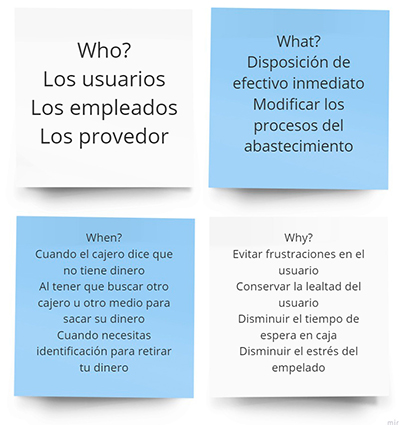 Who?
Los usuarios
Los empleados
Los provedor
What?
Disposición de
efectivo inmediato
Modificar los
procesos del
abastecimiento
When?
Cuando el cajero dice que
no tiene dinero
Al tener que buscar otro
cajero u otro medio para
sacar su dinero
Cuando necesitas
identificación para retirar
tu dinero
Why?
Evitar frustraciones en el
usuario
Conservar la lealtad del
usuario
Disminuir el tiempo de
espera en caja
Disminuir el estrés del
empelado